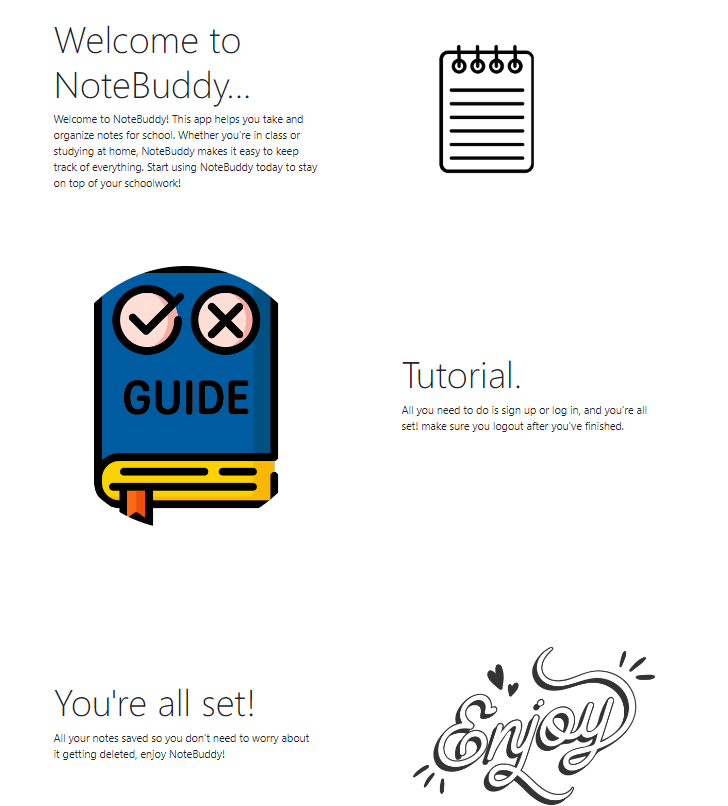 Welcome to
NoteBuddy...
Welcome to NoteBuddy! This app helps you take and
organize notes for school. Whether you're in class or
studying at home, NoteBuddy makes it easy to keep
track of everything. Start using NoteBuddy today to stay
on top of your schoolwork!
GUIDE
Tutorial.
All you need to do is sign up or log in, and you're all
set! make sure you logout after you've finished.
You're all set!
All your notes saved so you don't need to worry about
it getting deleted, enjoy NoteBuddy!
Enjoy